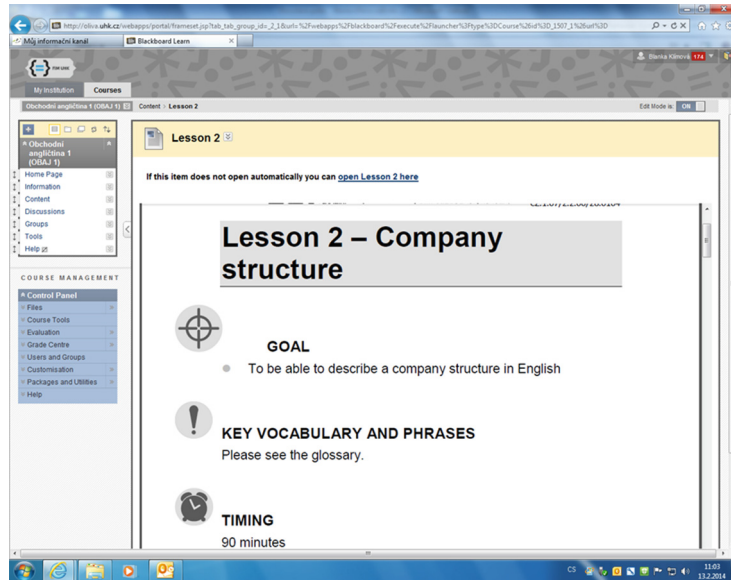 http://oliva.uhk.cz/webapps/portal/frameset.jsp?tab_tab_group_id=_2_1&url=%2Fwebapps%2Fblackboard%2Fexecute%2Flauncher%3Ftype%3DCourse%26id%3D_1507_1%26url%3D
Můj informační kanál
Blackboard Learn
Stanka Klímová 174
My Institution Courses
Obchodní angličtina 1 (OBAJ 1) Content > Lesson 2 Edit Mode is: ON
Obchodní
angličtina 1
(OBAJ 1)
Home Page
Information
Content
Discussions
Groups
Tools
Help
COURSE MANAGEMENT
Control Panel
Files
Course Tools
Evaluation
Grade Centre
Users and Groups
Customisation
Packages and Utilities
Help
Lesson 2
If this item does not open automatically you can open Lesson 2 here
Lesson 2 – Company
structure
GOAL
To be able to describe a company structure in English
KEY VOCABULARY AND PHRASES
Please see the glossary.
TIMING
90 minutes
CS
11:03
13.2.2014